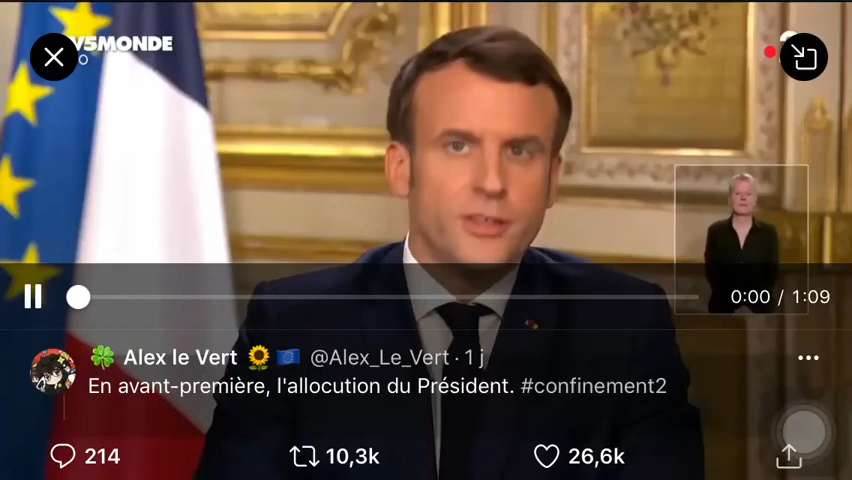 V5MONDE
O
0:00 / 1:09
🍀 Alex le Vert 🌻🇪🇺 @Alex_Le_Vert · 1 j
En avant-première, l'allocution du Président. #confinement2
214
10,3k
26,6k